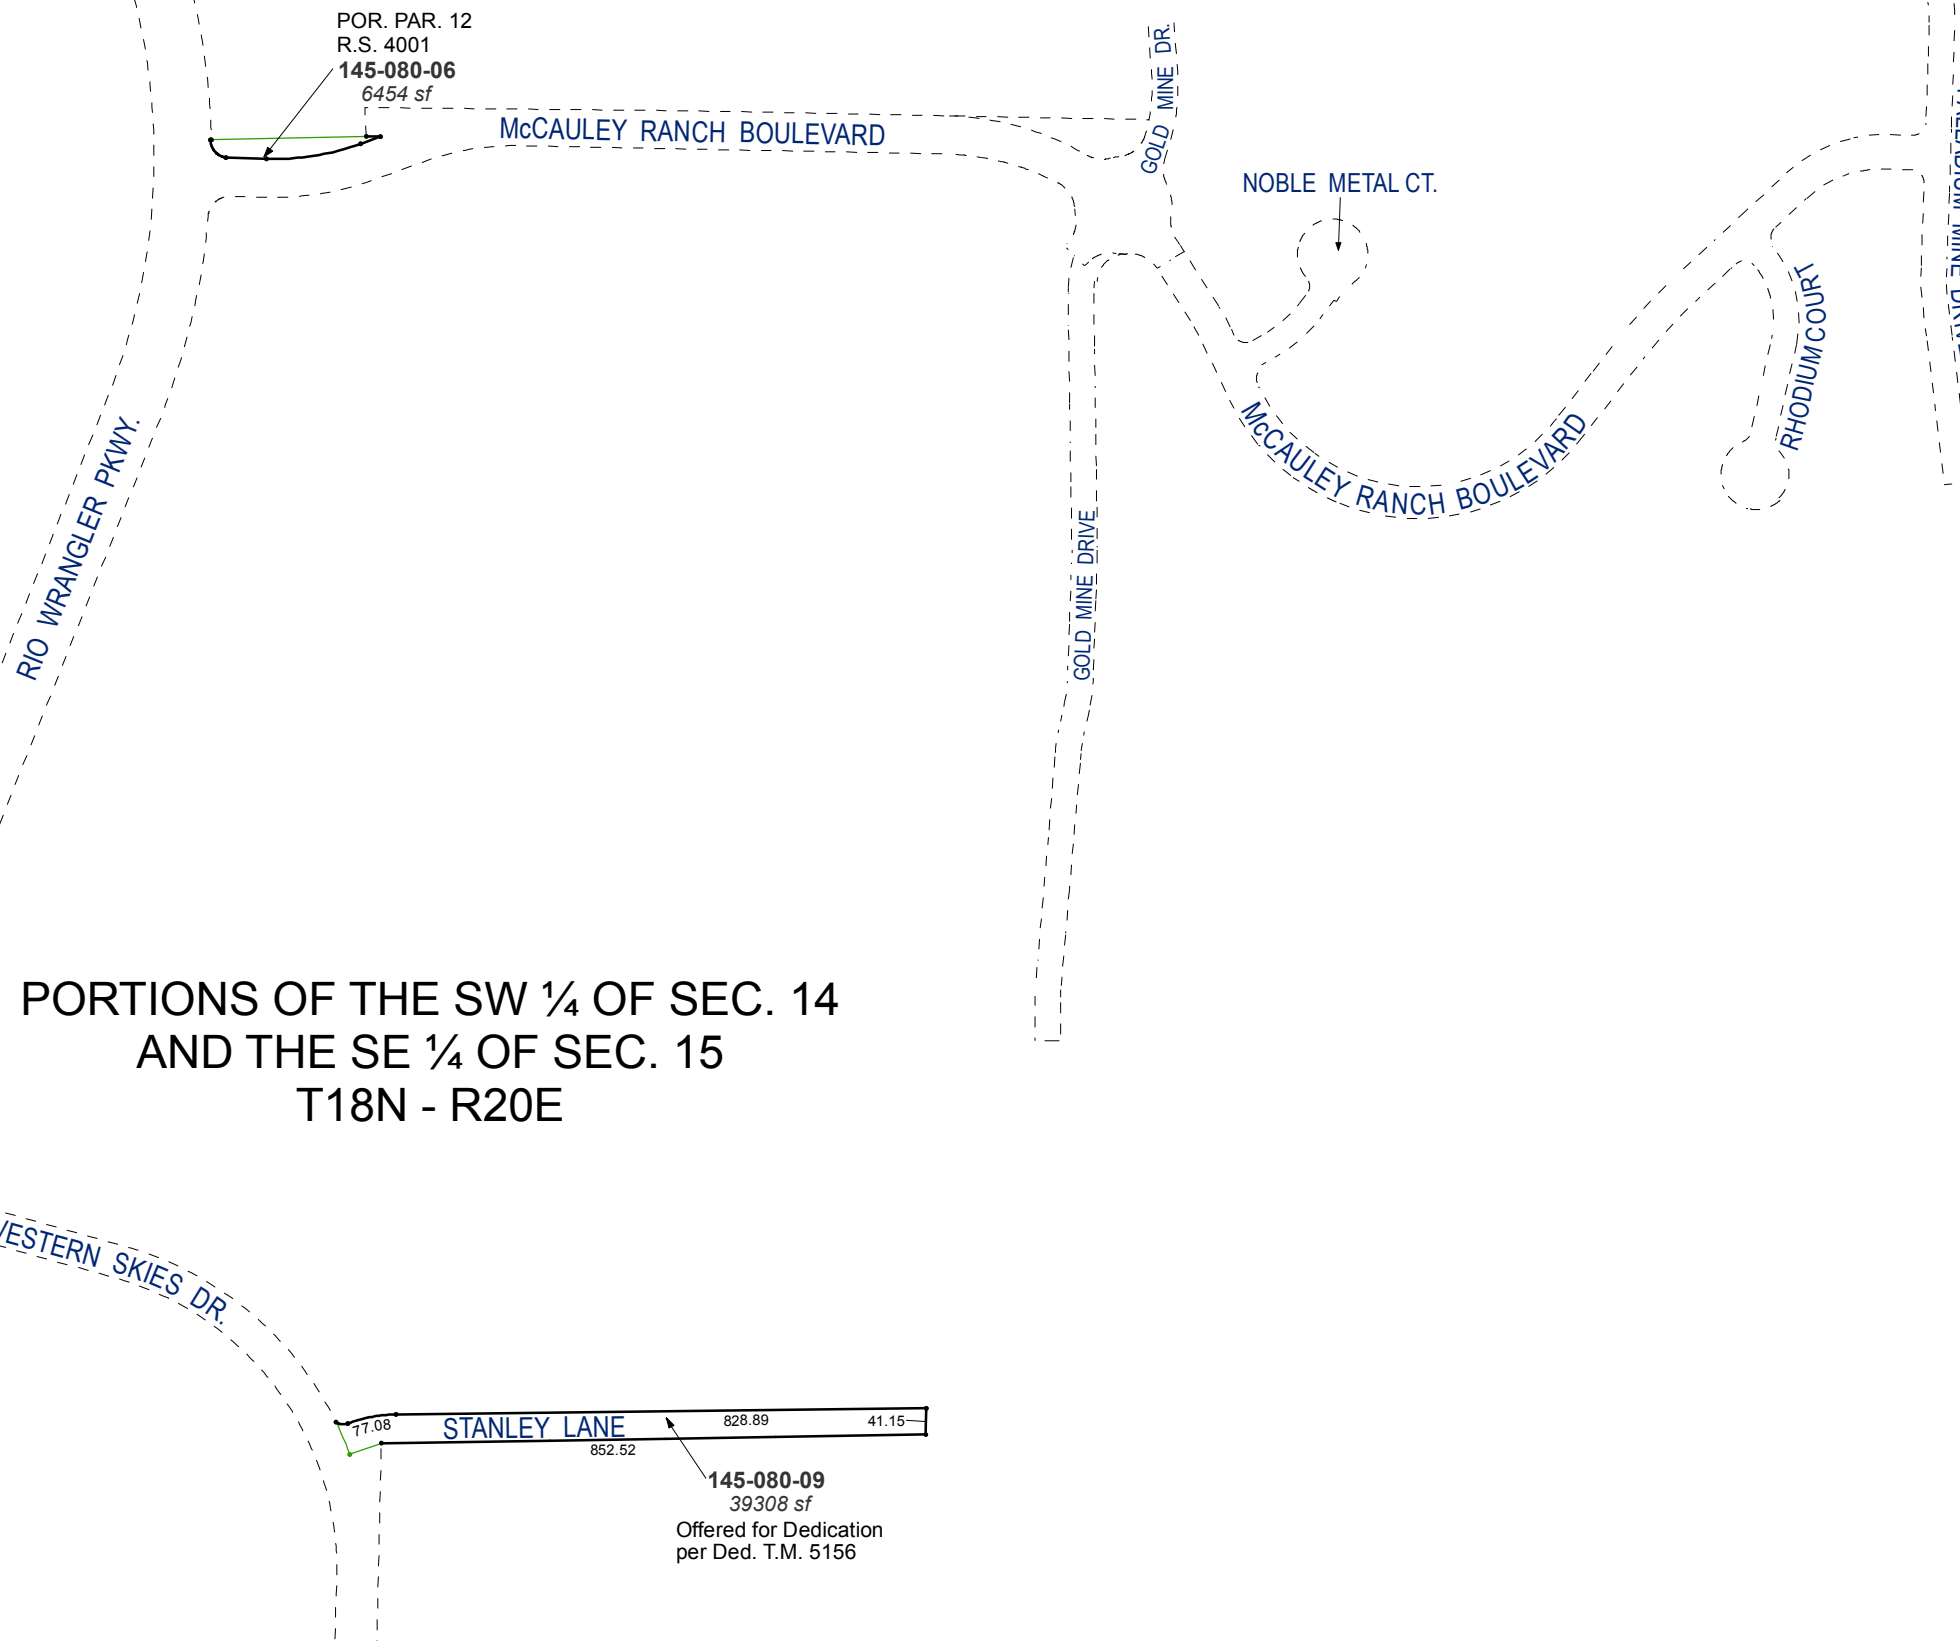 POR. PAR. 12
R.S. 4001
145-080-06
6454 sf
McCAULEY RANCH BOULEVARD
GOLD MINE DR.
NOBLE METAL CT.
MINE
RHODIUM COURT
RIO WRANGLER PKWY.
McCAULEY RANCH BOULEVARD
GOLD MINE DRIVE
PORTIONS OF THE SW ¼ OF SEC. 14
AND THE SE ¼ OF SEC. 15
T18N - R20E
ESTERN SKIES DR.
77.08
STANLEY LANE
828.89
41.15
852.52
145-080-09
39308 sf
Offered for Dedication
per Ded. T.M. 5156